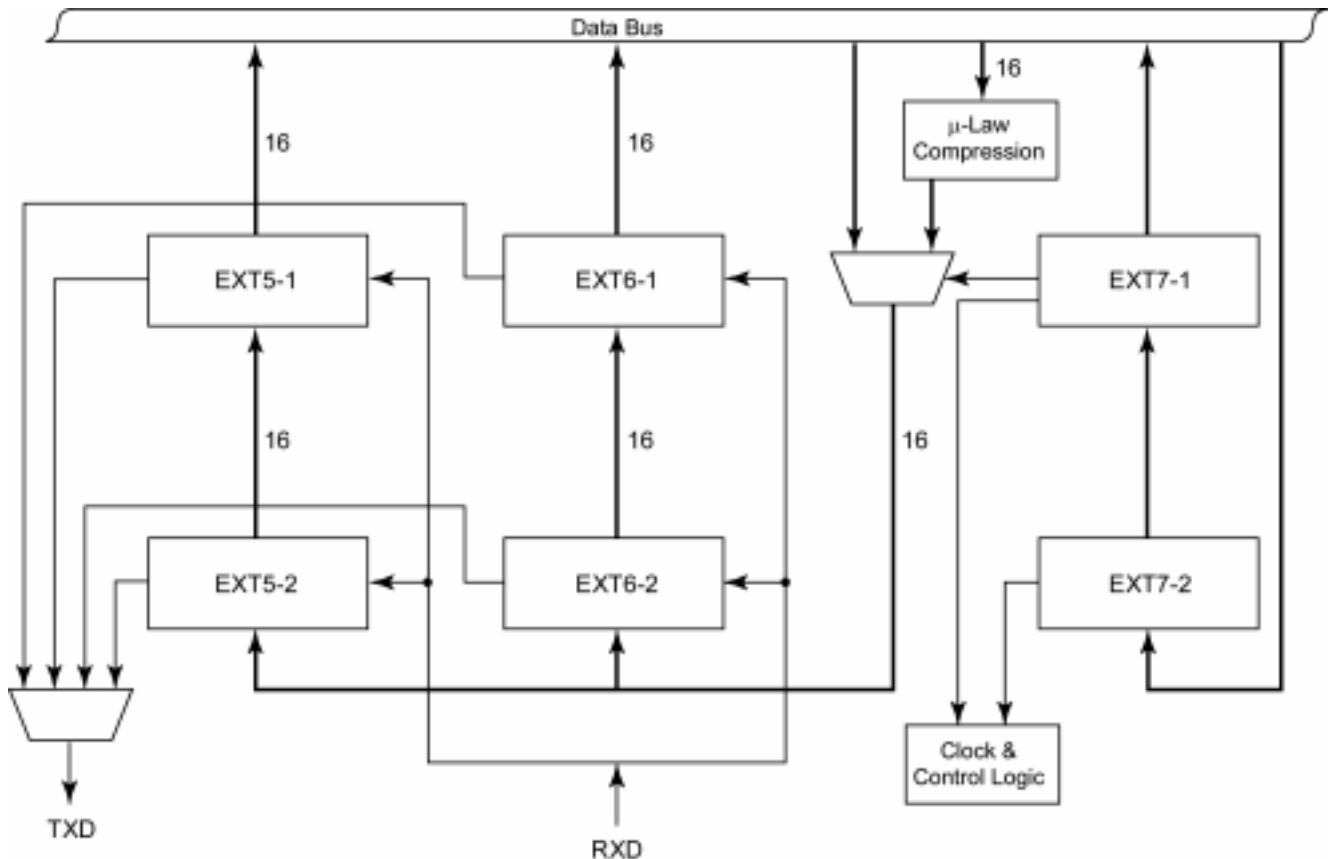 Data Bus
16
μ-Law
Compression
16
16
EXT5-1
EXT6-1
EXT7-1
16
16
16
EXT5-2
EXT6-2
EXT7-2
Clock &
Control Logic
TXD
RXD